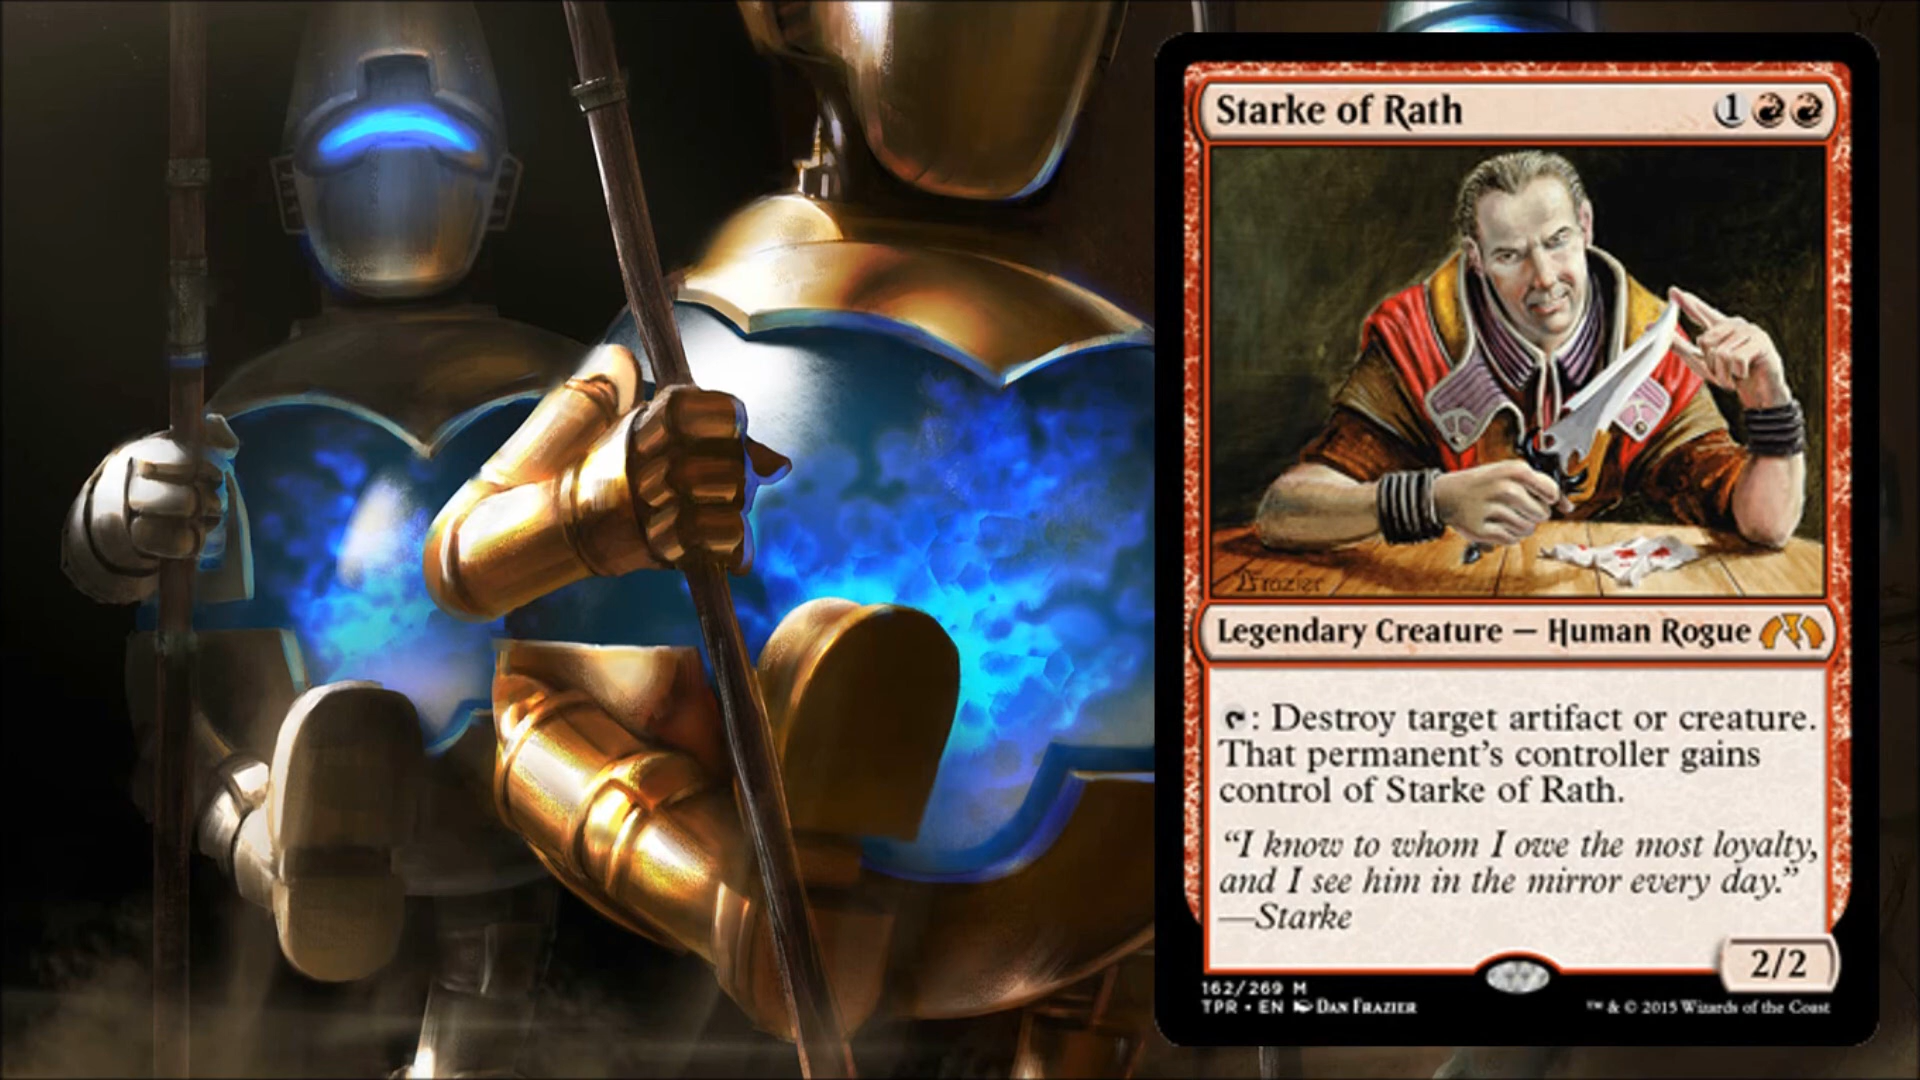 Starke of Rath 1
DFrazier
Legendary Creature — Human Rogue
: Destroy target artifact or creature.
That permanent's controller gains
control of Starke of Rath.
“I know to whom I owe the most loyalty,
and I see him in the mirror every day.”
—Starke
2/2
162/269 M
TPR • EN Dan Frazier
™ & © 2015 Wizards of the Coast